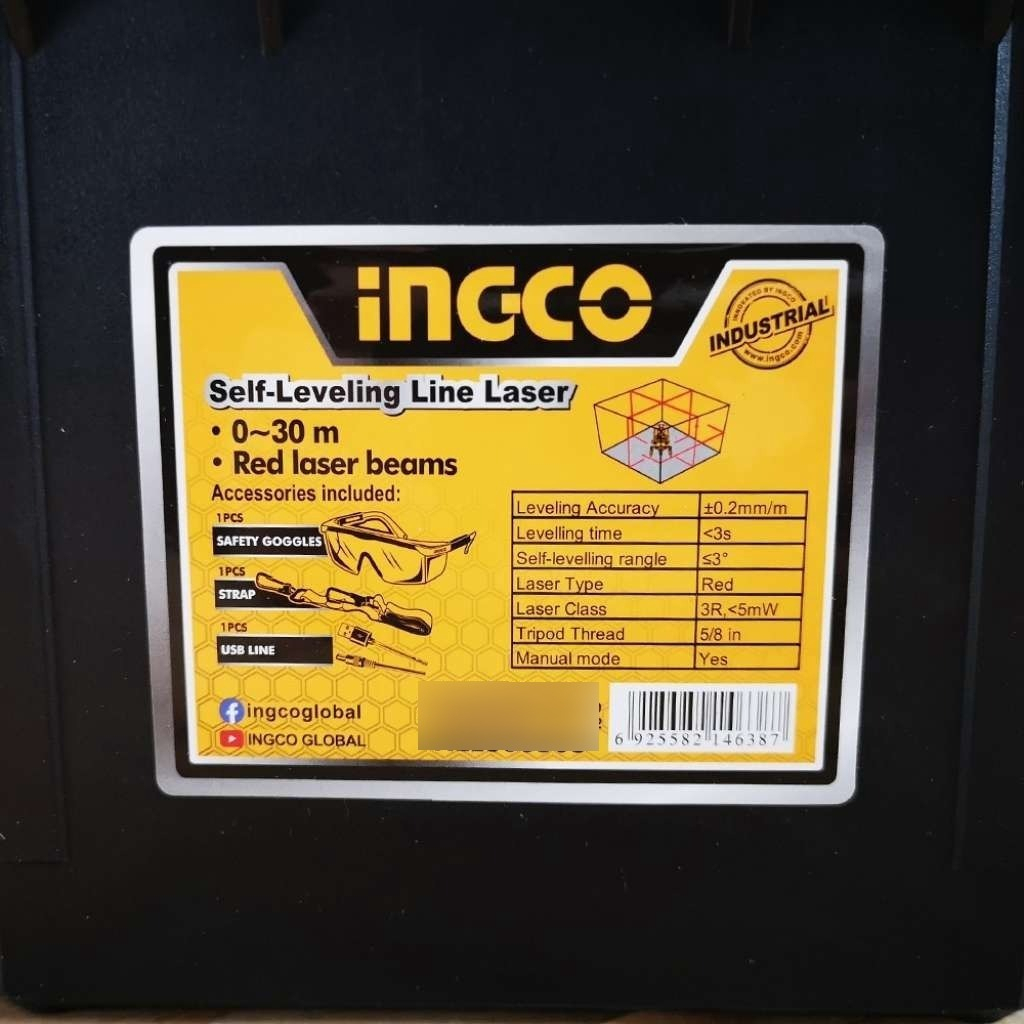 iNGCO
INNOVATED BY INGCO
INDUSTRIAL
www.ingco.com
Self-Leveling Line Laser
• 0~30 m
• Red laser beams
Accessories included:
1PCS
SAFETY GOGGLES
1PCS
STRAP
1PCS
USB LINE
Leveling Accuracy ±0.2mm/m
Levelling time <3s
Self-levelling rangle ≤3°
Laser Type Red
Laser Class 3R,<5mW
Tripod Thread 5/8 in
Manual mode Yes
ingcoglobal
INGCO GLOBAL
6 925582 146387